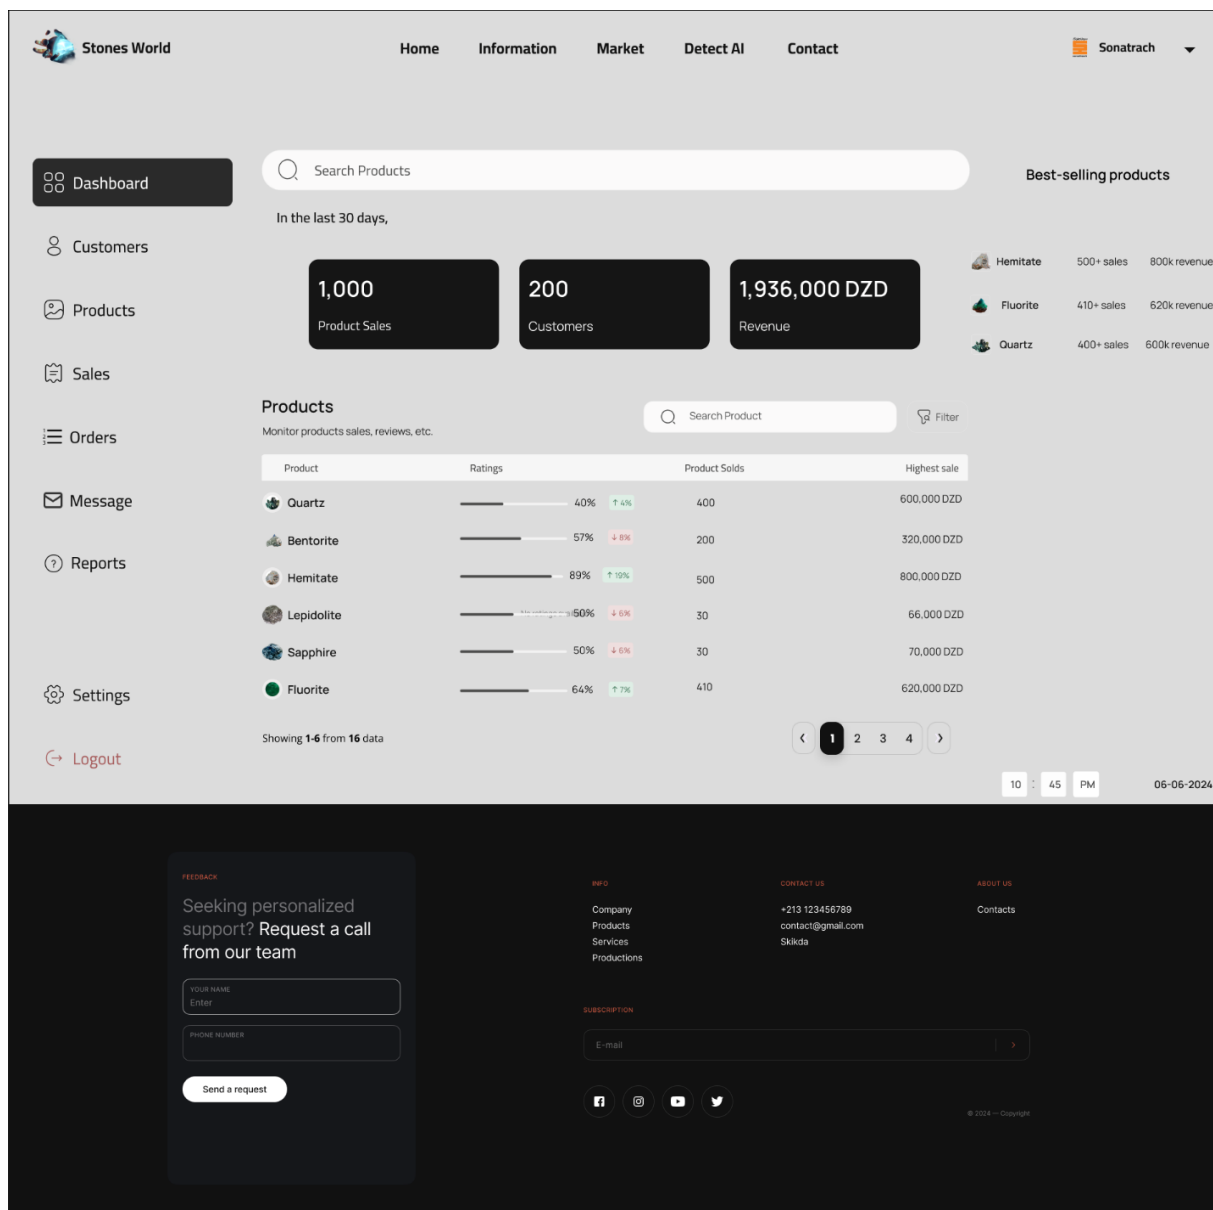 Stones World
Home Information Market Detect AI Contact
Sonatrach
Dashboard
Customers
Products
Sales
Orders
Message
Reports
Settings
Logout
Search Products
In the last 30 days,
1,000
Product Sales
200
Customers
1,936,000 DZD
Revenue
Best-selling products
Hemitate 500+ sales 800k revenue
Fluorite 410+ sales 620k revenue
Quartz 400+ sales 600k revenue
Products
Monitor products sales, reviews, etc.
Search Product
Filter
Product Ratings Product Solds Highest sale
Quartz 40% ↑ 4% 400 600,000 DZD
Bentorite 57% ↓ 8% 200 320,000 DZD
Hemitate 89% ↑ 19% 500 800,000 DZD
Lepidolite 50% ↓ 6% 30 66,000 DZD
Sapphire 50% ↓ 6% 30 70,000 DZD
Fluorite 64% ↑ 7% 410 620,000 DZD
Showing 1-6 from 16 data
1 2 3 4
10 : 45 PM 06-06-2024
FEEDBACK
Seeking personalized
support? Request a call
from our team
YOUR NAME
Enter
PHONE NUMBER
Send a request
INFO
Company
Products
Services
Productions
CONTACT US
+213 123456789
contact@gmail.com
Skikda
ABOUT US
Contacts
SUBSCRIPTION
E-mail
© 2024 — Copyright